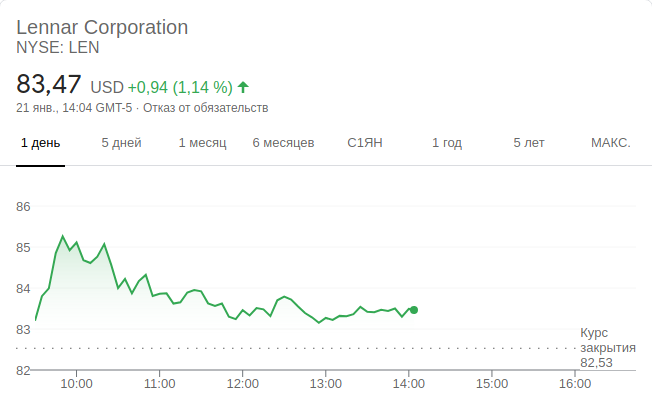 Lennar Corporation
NYSE: LEN
83,47 USD +0,94 (1,14 %)
21 янв., 14:04 GMT-5 · Отказ от обязательств
1 день 5 дней 1 месяц 6 месяцев С1ЯН 1 год 5 лет МАКС.
86
85
84
83
Курс
закрытия
82,53
82
10:00 11:00 12:00 13:00 14:00 15:00 16:00